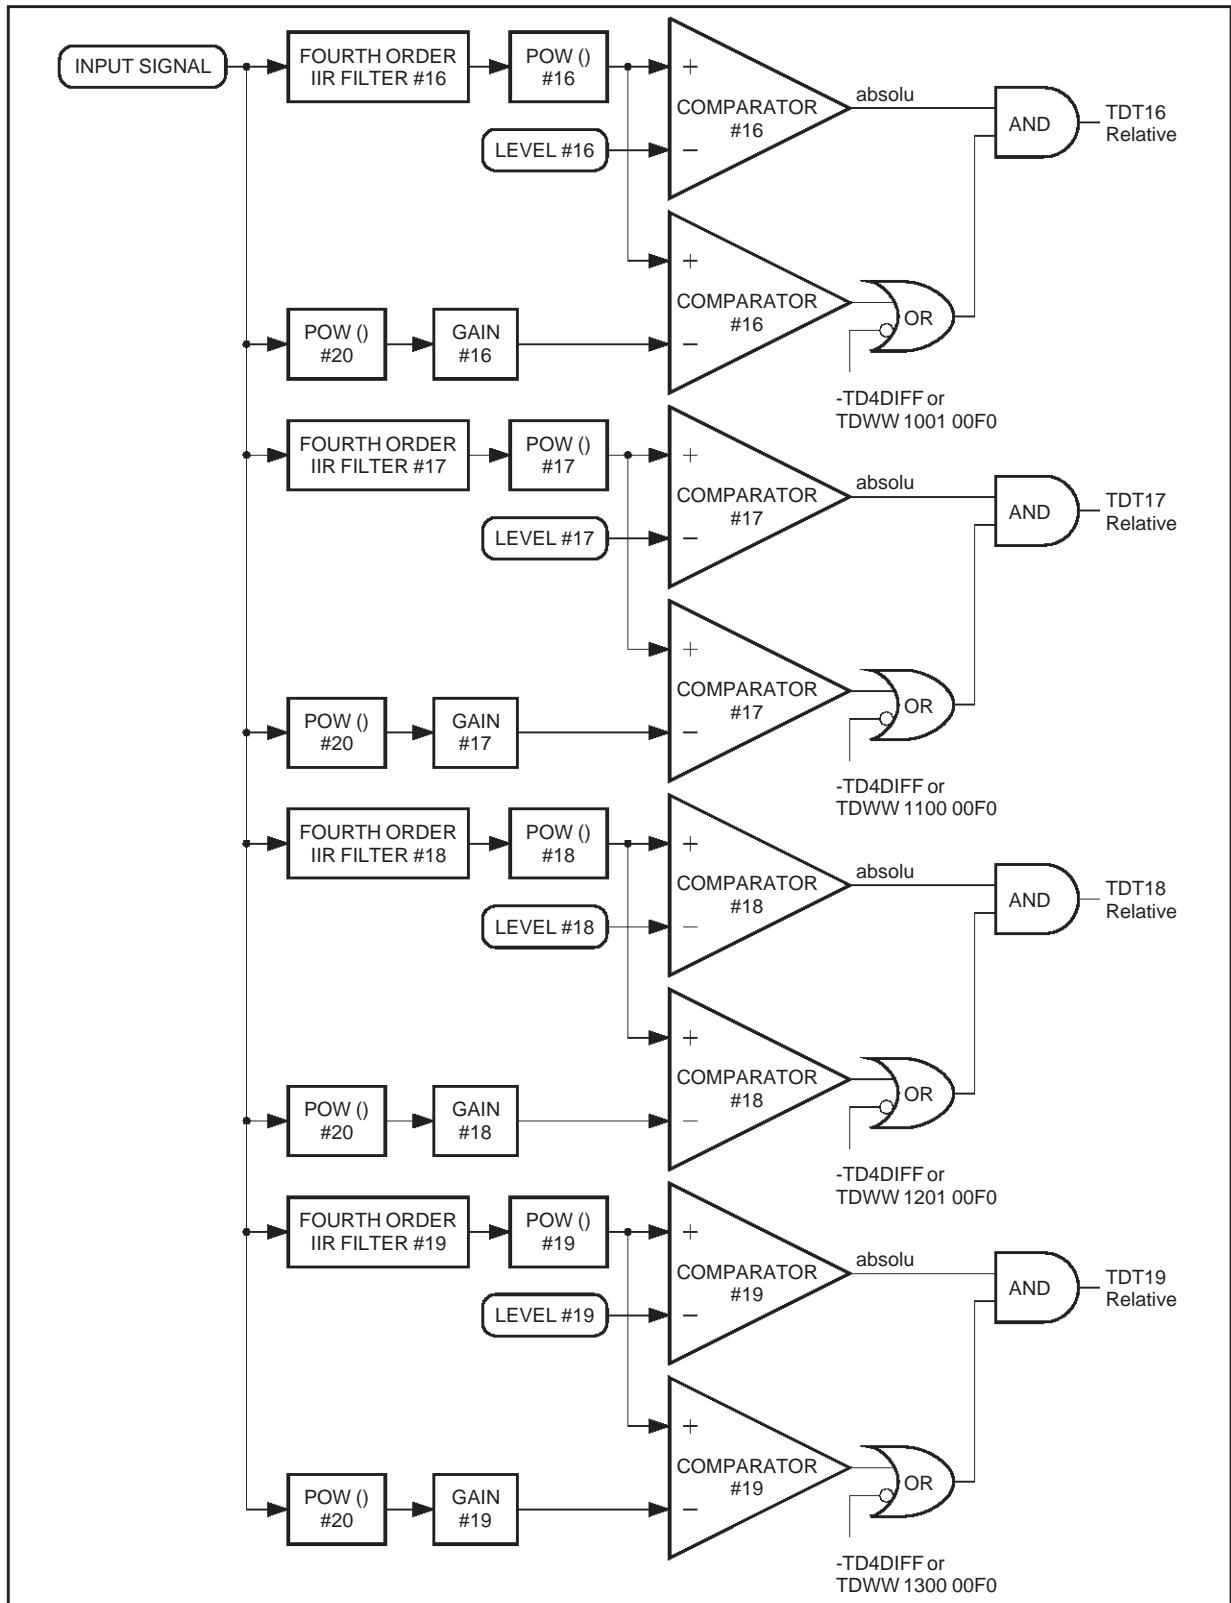 INPUT SIGNAL
FOURTH ORDER
IIR FILTER #16
POW ()
#16
+
COMPARATOR
#16
−
absolu
LEVEL #16
AND
TDT16
Relative
+
COMPARATOR
#16
−
OR
POW ()
#20
GAIN
#16
-TD4DIFF or
TDWW 1001 00F0
FOURTH ORDER
IIR FILTER #17
POW ()
#17
+
COMPARATOR
#17
−
absolu
LEVEL #17
AND
TDT17
Relative
+
COMPARATOR
#17
−
OR
POW ()
#20
GAIN
#17
-TD4DIFF or
TDWW 1100 00F0
FOURTH ORDER
IIR FILTER #18
POW ()
#18
+
COMPARATOR
#18
−
absolu
LEVEL #18
AND
TDT18
Relative
+
COMPARATOR
#18
−
OR
POW ()
#20
GAIN
#18
-TD4DIFF or
TDWW 1201 00F0
FOURTH ORDER
IIR FILTER #19
POW ()
#19
+
COMPARATOR
#19
−
absolu
LEVEL #19
AND
TDT19
Relative
+
COMPARATOR
#19
−
OR
POW ()
#20
GAIN
#19
-TD4DIFF or
TDWW 1300 00F0